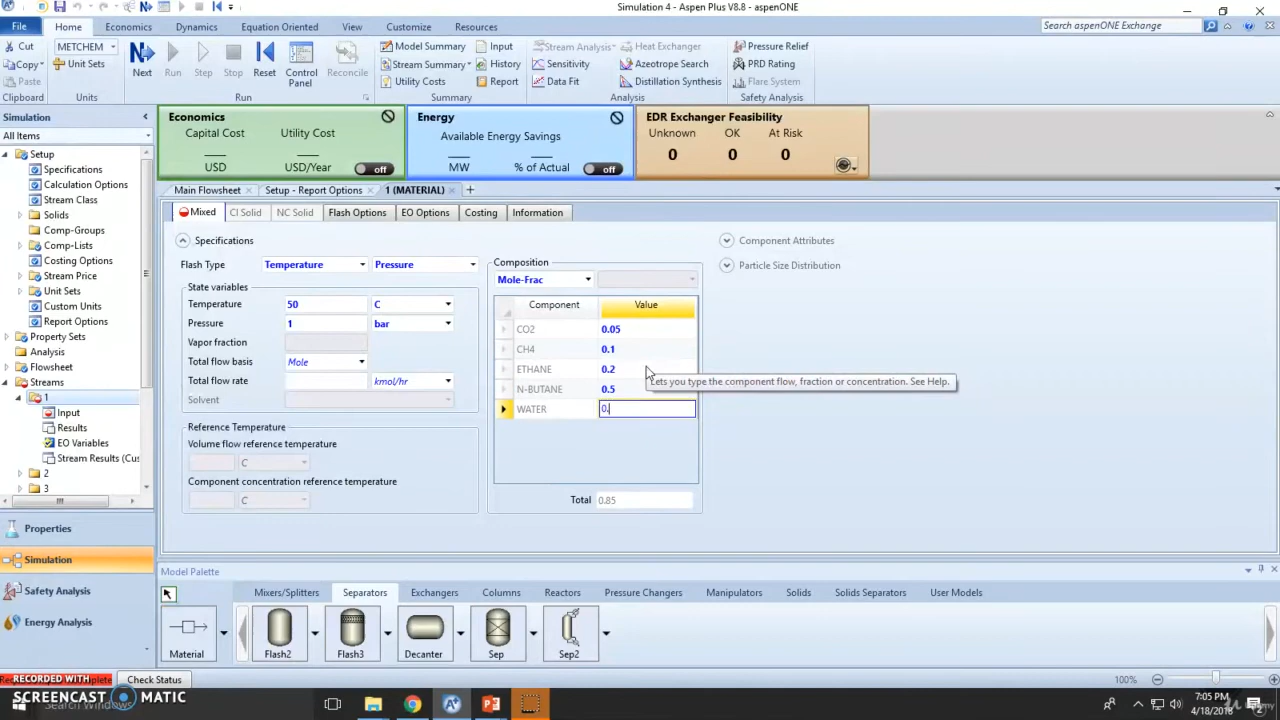 Simulation 4 - Aspen Plus V8.8 - aspenONE
File Home Economics Dynamics Equation Oriented View Customize Resources
Search aspenONE Exchange
Cut METCHEM Model Summary Input Stream Analysis Heat Exchanger Pressure Relief
Copy Unit Sets Next Run Step Stop Reset Control Panel Reconcile Stream Summary History Sensitivity Azeotrope Search PRD Rating
Paste Utility Costs Report Data Fit Distillation Synthesis Flare System
Clipboard Units Run Summary Analysis Safety Analysis
Simulation
All Items
Setup
Specifications
Calculation Options
Stream Class
Solids
Comp-Groups
Comp-Lists
Costing Options
Stream Price
Unit Sets
Custom Units
Report Options
Property Sets
Analysis
Flowsheet
Streams
1
Input
Results
EO Variables
Stream Results (Cus
2
3
Properties
Simulation
Safety Analysis
Energy Analysis
Economics
Capital Cost Utility Cost
USD USD/Year off
Energy
Available Energy Savings
MW % of Actual off
EDR Exchanger Feasibility
Unknown OK At Risk
0 0 0
Main Flowsheet Setup - Report Options 1 (MATERIAL) +
Mixed CI Solid NC Solid Flash Options EO Options Costing Information
Specifications
Flash Type Temperature Pressure
State variables
Temperature 50 C
Pressure 1 bar
Vapor fraction
Total flow basis Mole
Total flow rate kmol/hr
Solvent
Reference Temperature
Volume flow reference temperature
C
Component concentration reference temperature
C
Composition
Mole-Frac
Component Value
CO2 0.05
CH4 0.1
ETHANE 0.2
N-BUTANE 0.5
WATER 0.
Total 0.85
Lets you type the component flow, fraction or concentration. See Help.
Component Attributes
Particle Size Distribution
Model Palette
Mixers/Splitters Separators Exchangers Columns Reactors Pressure Changers Manipulators Solids Solids Separators User Models
Material Flash2 Flash3 Decanter Sep Sep2
RECORDED WITH
SCREENCAST MATIC
Check Status
100%
Search Windows
7:05 PM
4/18/2016